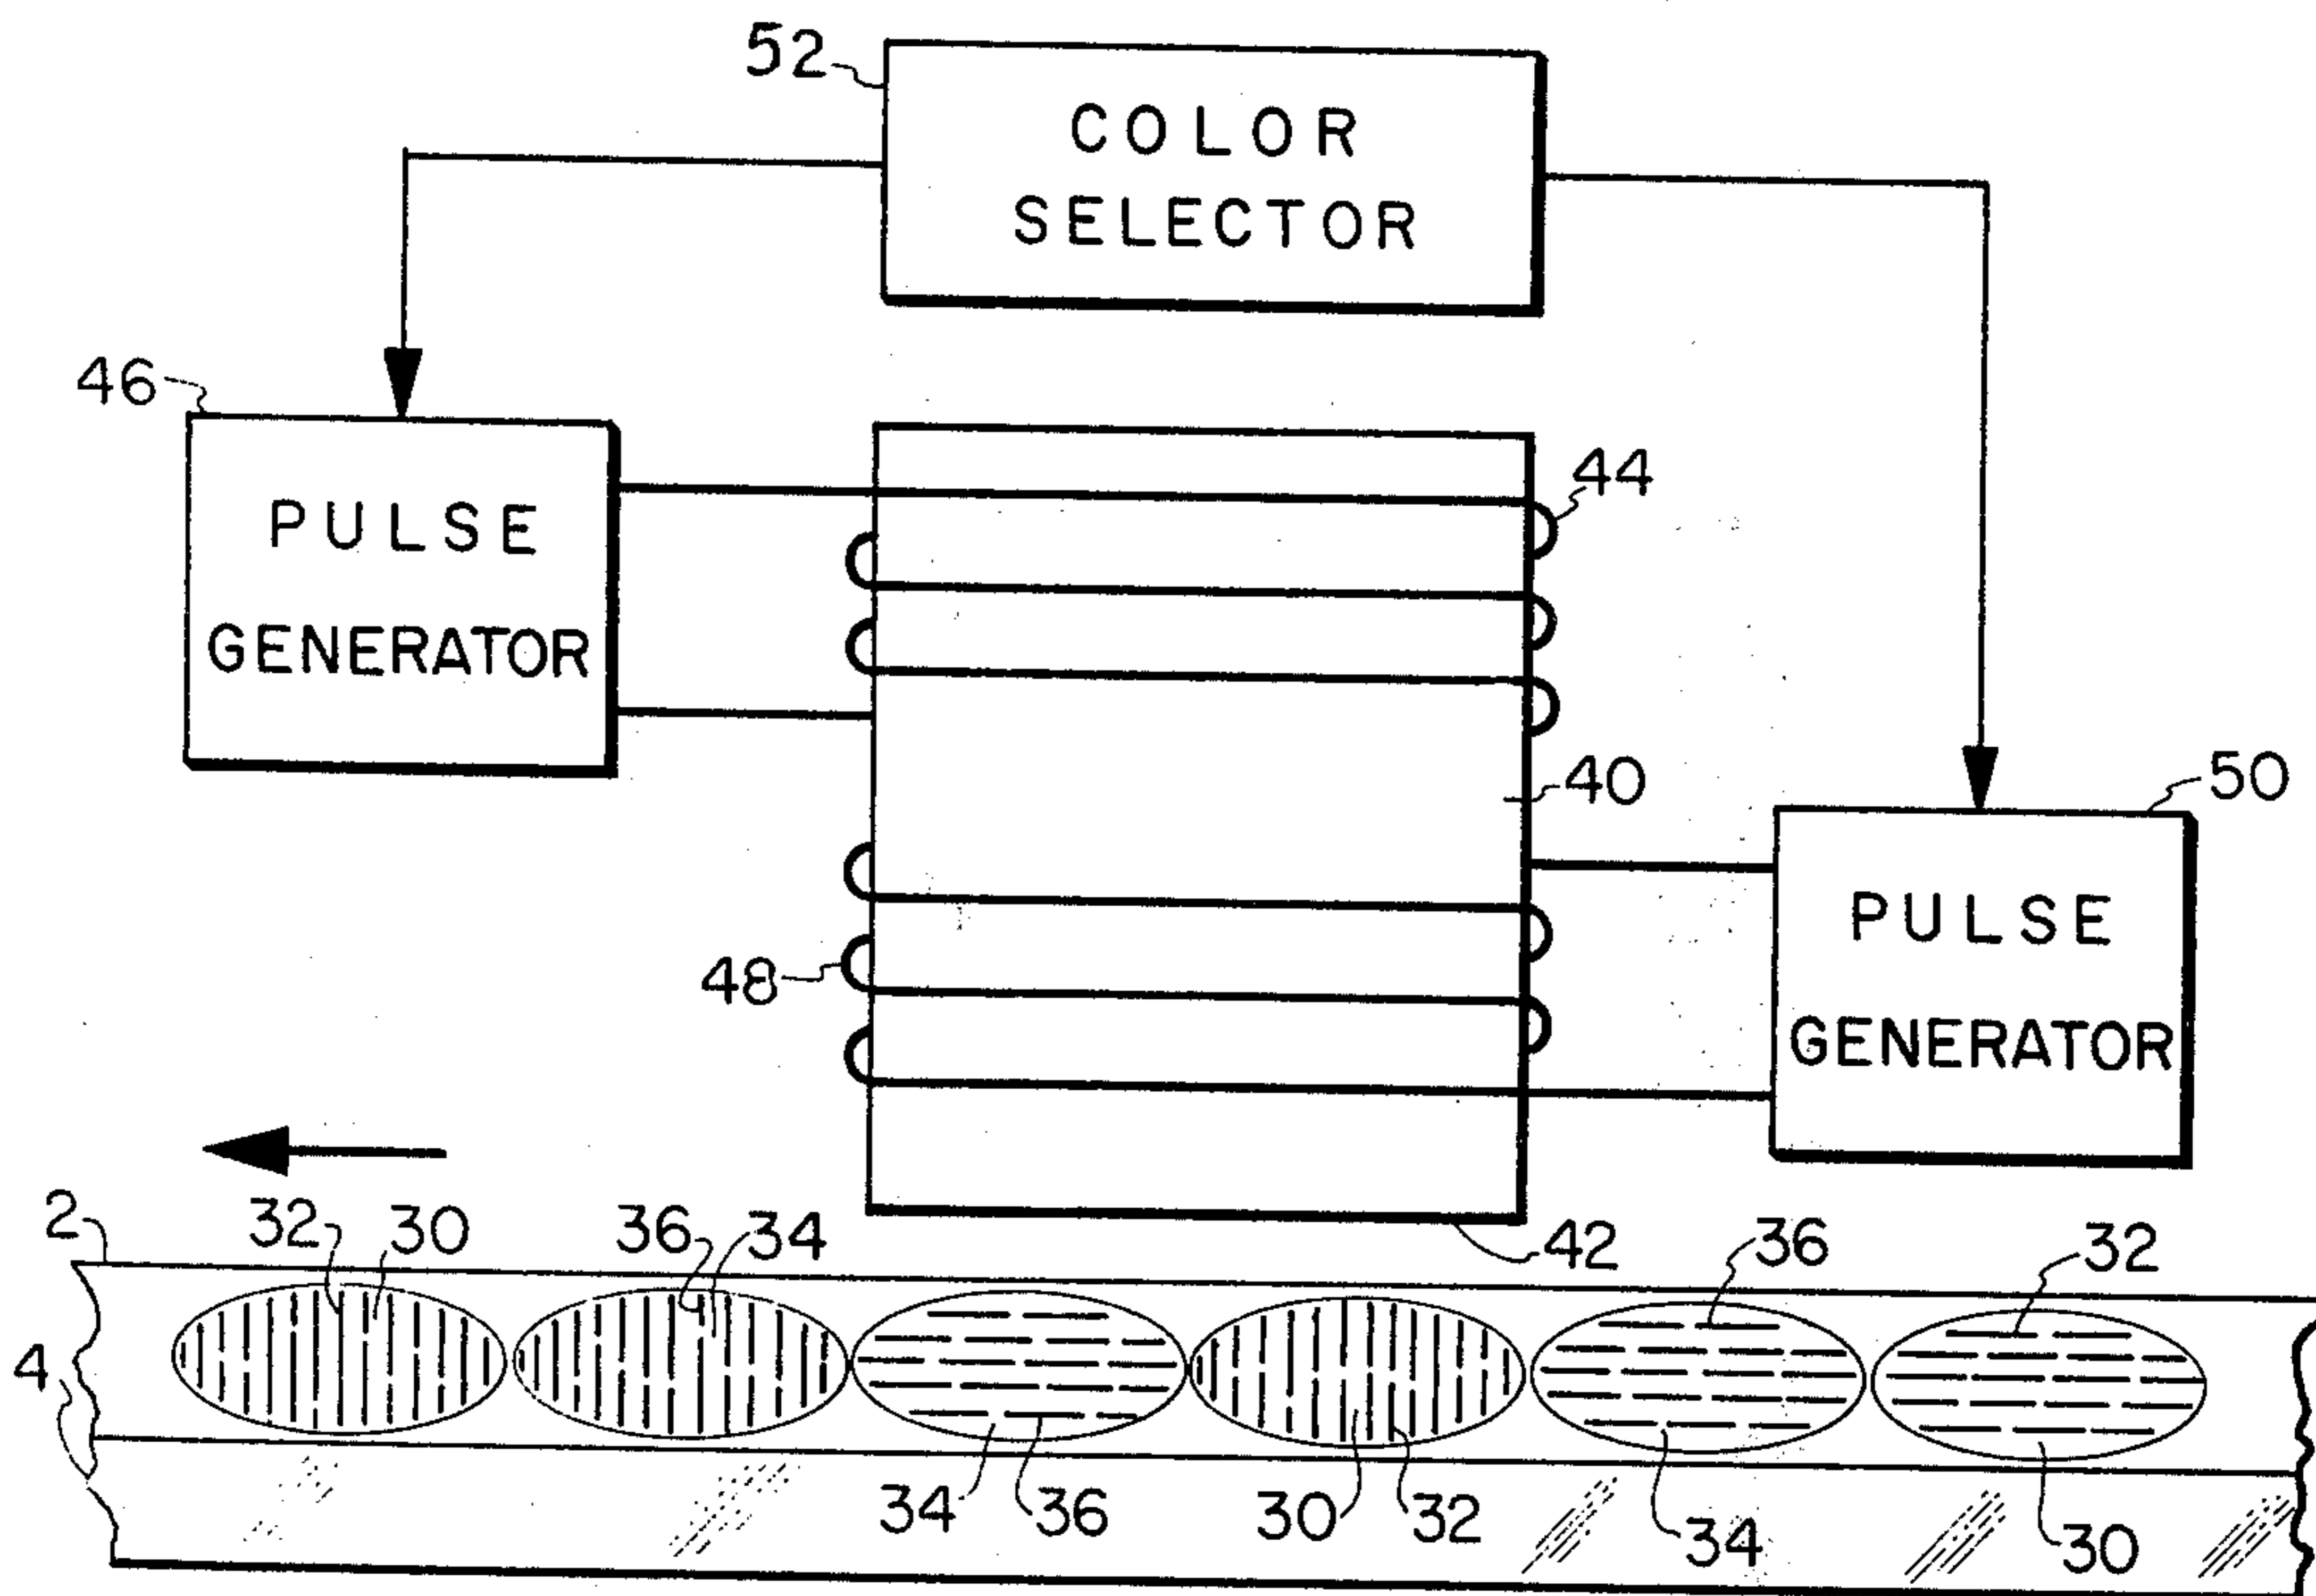 52
COLOR
SELECTOR
46
PULSE
GENERATOR
44
40
50
PULSE
GENERATOR
48
2
32 30 36 34 42 36 32
4
34 36 30 32 34 30